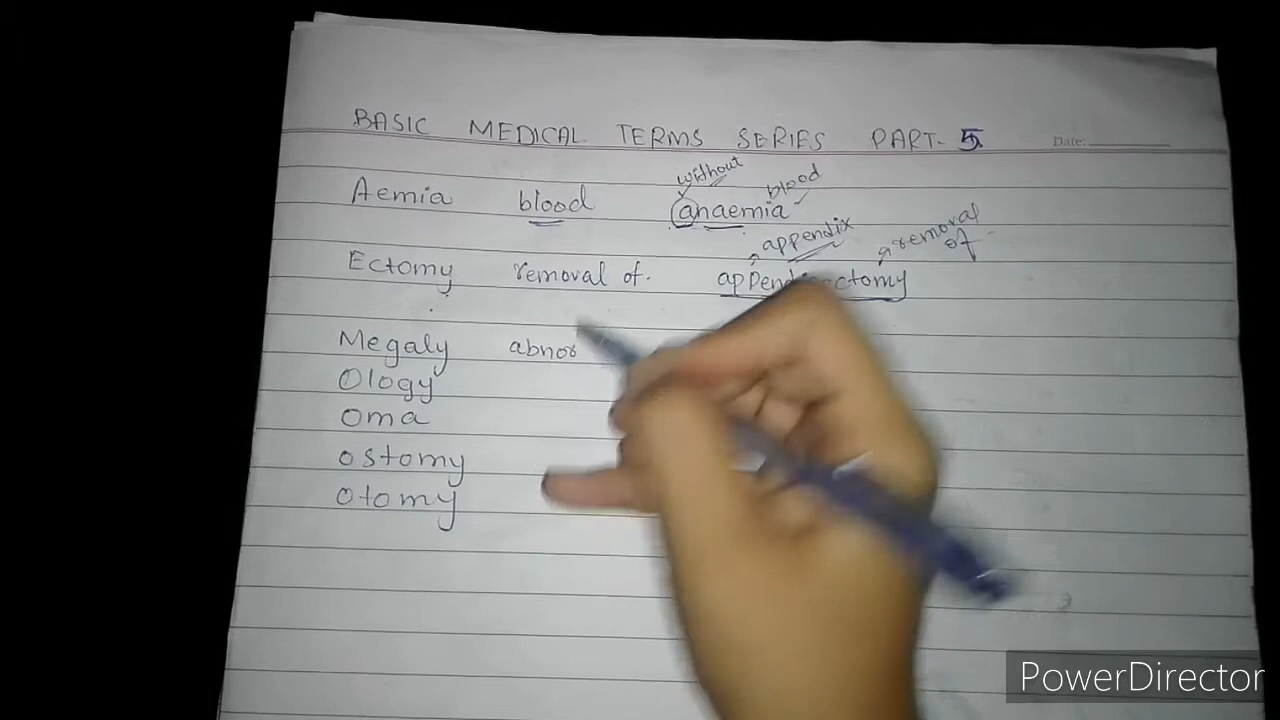 BASIC MEDICAL TERMS SERIES PART- 5
Date:
without blood
Aemia blood anaemia
appendix removal of
Ectomy removal of.
Megaly abnor
Ology
Oma
ostomy
Otomy
PowerDirector